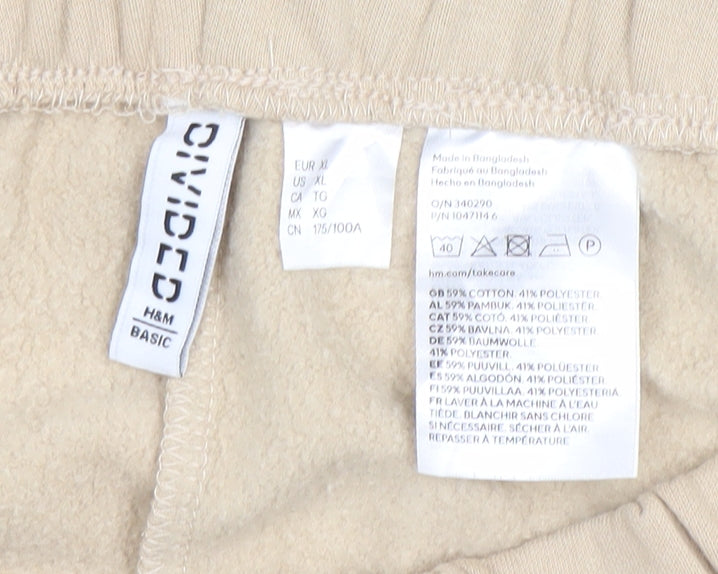 DIVIDED
H&M
BASIC
EUR XL
US XL
CA TG
MX XG
CN 175/100A
Made in Bangladesh
Fabriqué au Bangladesh
Hecho en Bangladesh
O/N 340290
P/N 1047114 6
40
P
hm.com/takecare
GB 59% COTTON. 41% POLYESTER.
AL 59% PAMBUK. 41% POLIESTËR.
CAT 59% COTÓ. 41% POLIÈSTER.
CZ 59% BAVLNA. 41% POLYESTER.
DE 59% BAUMWOLLE
41% POLYESTER.
EE 59% PUUVILL. 41% POLÜESTER
ES 59% ALGODÓN. 41% POLIÉSTER
FI 59% PUUVILLAA. 41% POLYESTERIÄ
FR LAVER À LA MACHINE À L'EAU
TIÈDE. BLANCHIR SANS CHLORE
SI NÉCESSAIRE. SÉCHER À L'AIR.
REPASSER À TEMPÉRATURE